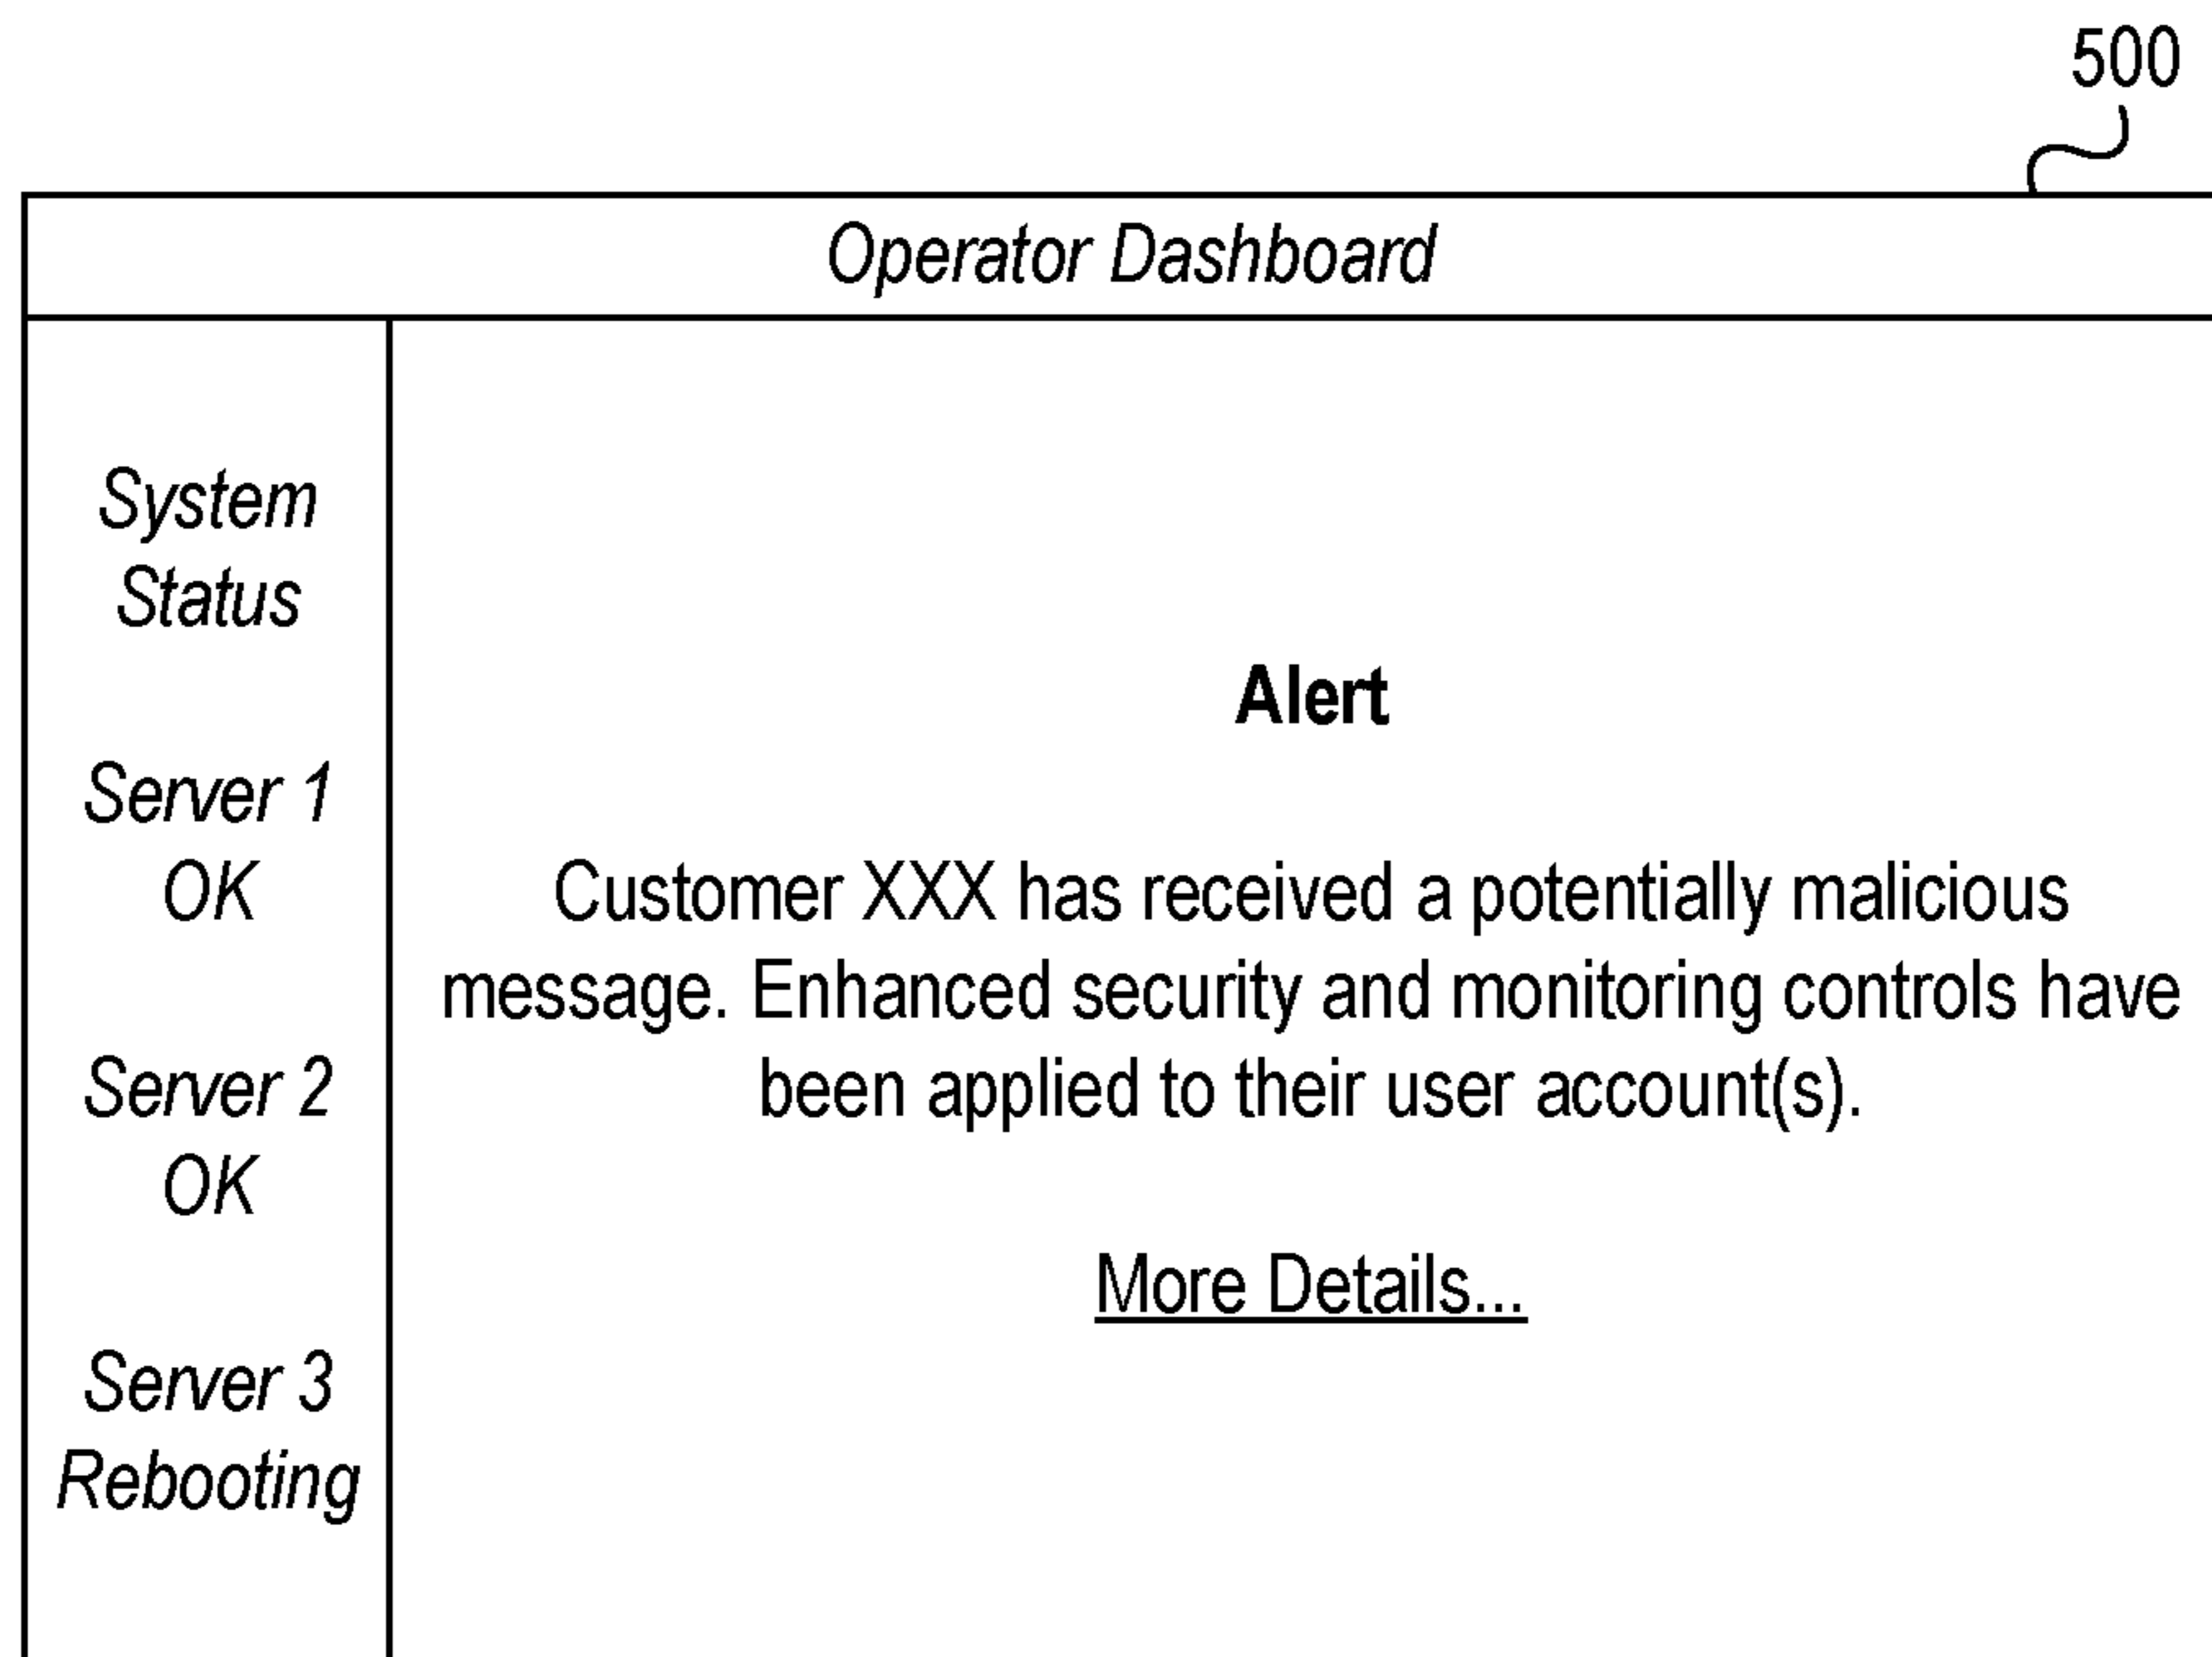 500
Operator Dashboard
System
Status
Server 1
OK
Server 2
OK
Server 3
Rebooting
Alert
Customer XXX has received a potentially malicious
message. Enhanced security and monitoring controls have
been applied to their user account(s).
More Details...